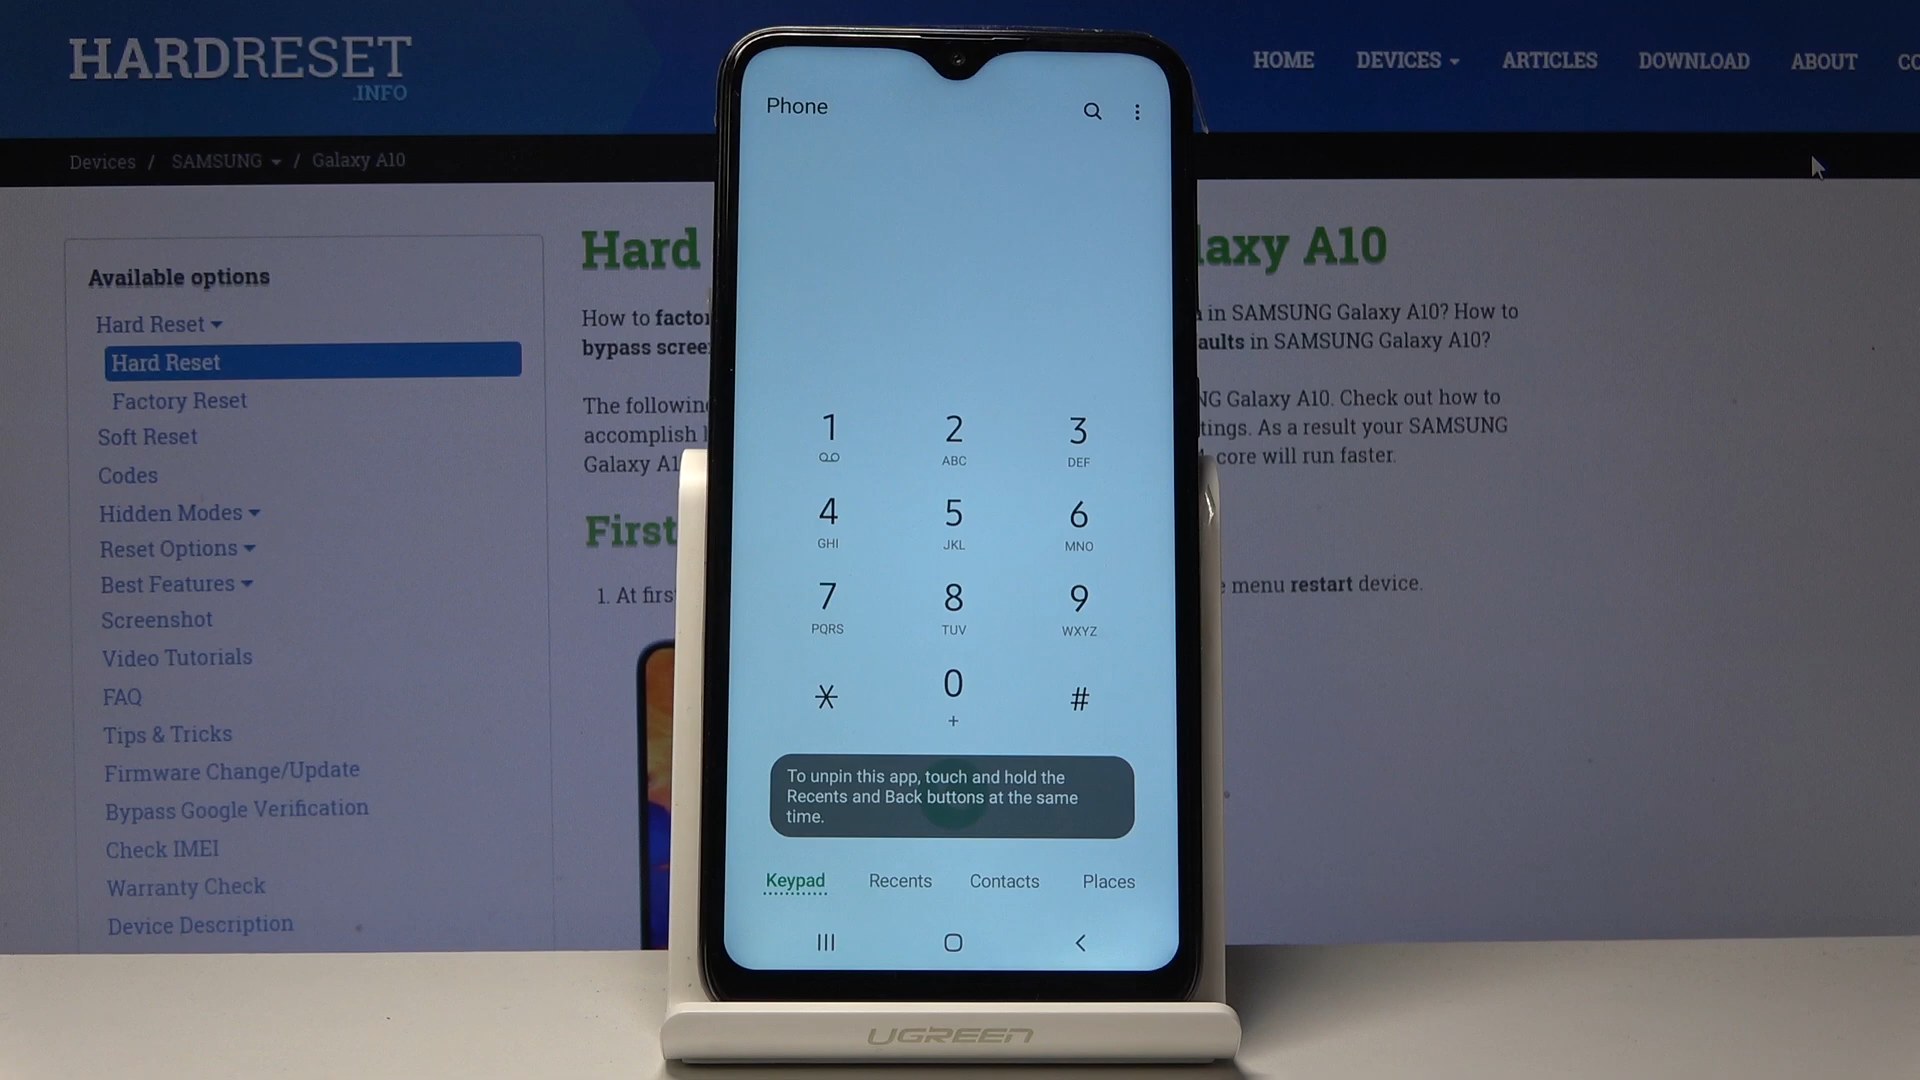 HARDRESET
.INFO
HOME DEVICES ARTICLES DOWNLOAD ABOUT
Devices / SAMSUNG / Galaxy A10
Available options
Hard Reset
Hard Reset
Factory Reset
Soft Reset
Codes
Hidden Modes
Reset Options
Best Features
Screenshot
Video Tutorials
FAQ
Tips & Tricks
Firmware Change/Update
Bypass Google Verification
Check IMEI
Warranty Check
Device Description
Hard
laxy A10
How to factor
in SAMSUNG Galaxy A10? How to
bypass scree
aults in SAMSUNG Galaxy A10?
The following
NG Galaxy A10. Check out how to
accomplish
tings. As a result your SAMSUNG
Galaxy A1
core will run faster.
First
1. At firs
menu restart device.
Phone
1 2 3
ABC DEF
4 5 6
GHI JKL MNO
7 8 9
PQRS TUV WXYZ
* 0 #
+
To unpin this app, touch and hold the
Recents and Back buttons at the same
time.
Keypad Recents Contacts Places
UGREEN